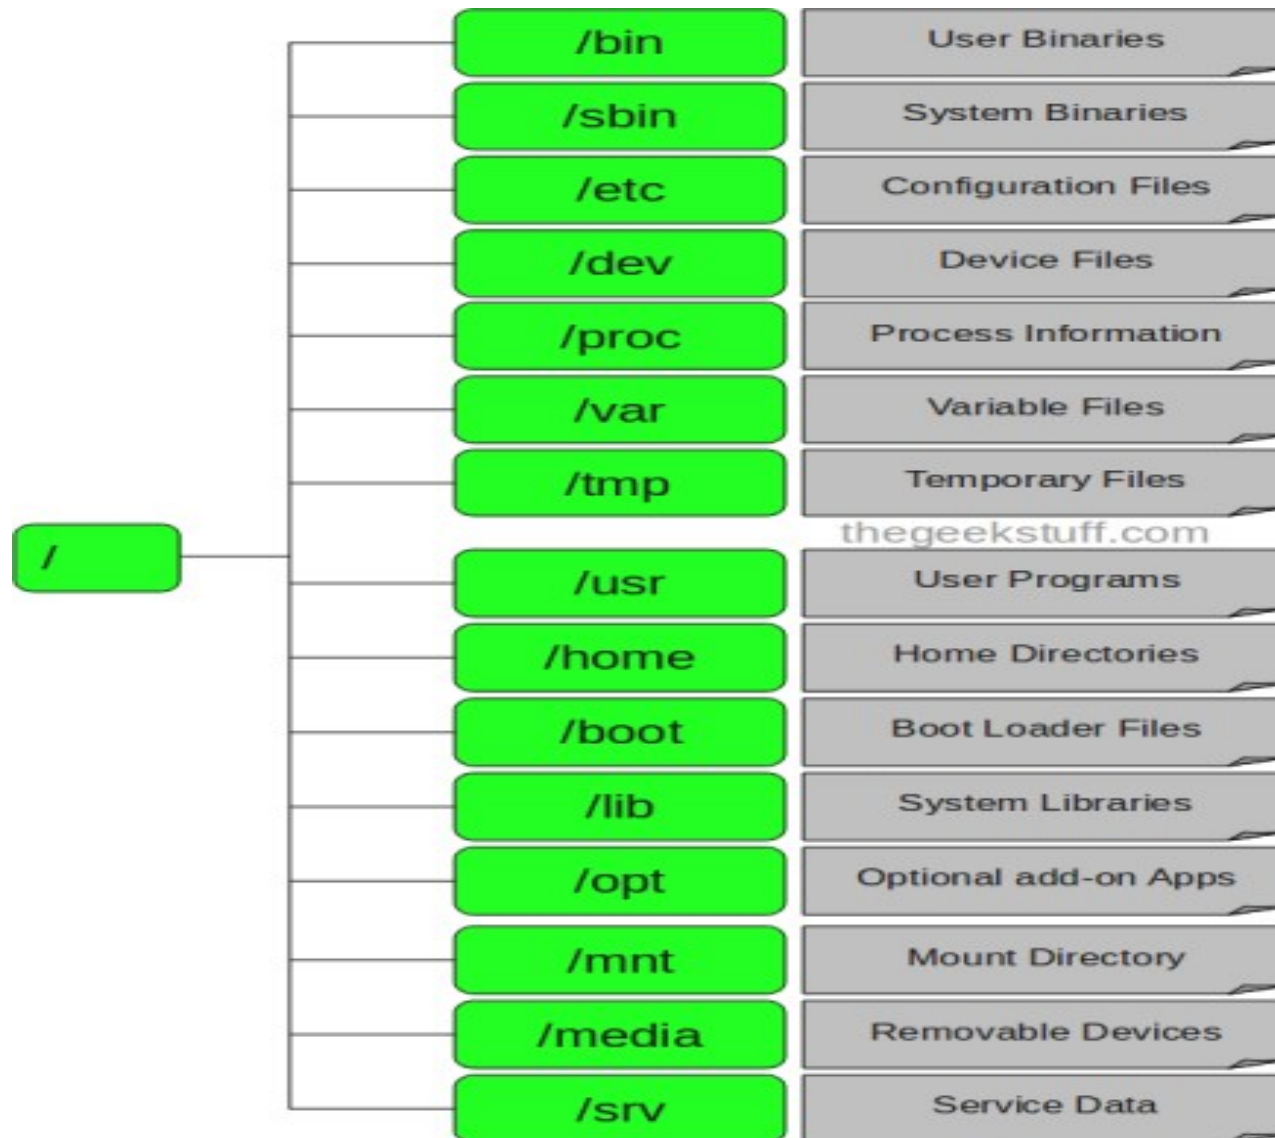 /bin
User Binaries
/sbin
System Binaries
/etc
Configuration Files
/dev
Device Files
/proc
Process Information
/var
Variable Files
/tmp
Temporary Files
thegeekstuff.com
/
/usr
User Programs
/home
Home Directories
/boot
Boot Loader Files
/lib
System Libraries
/opt
Optional add-on Apps
/mnt
Mount Directory
/media
Removable Devices
/srv
Service Data